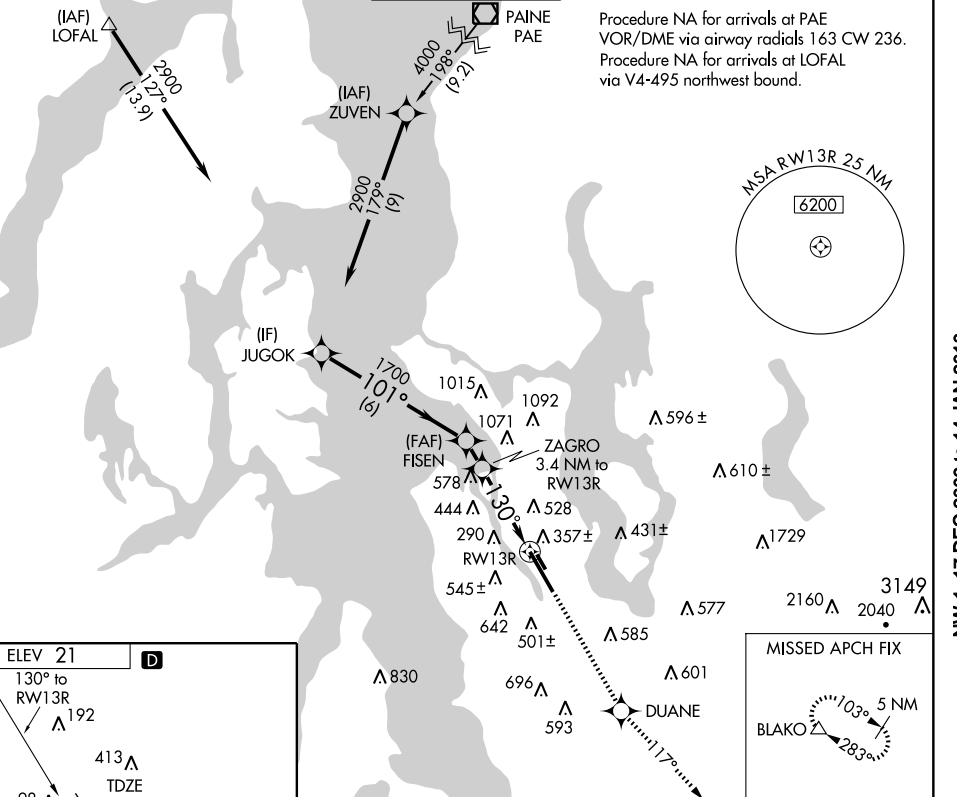 (IAF)
LOFAL
2900
127°
(13.9)
PAINE
PAE
4000
198°
(9.2)
(IAF)
ZUVEN
2900
179°
(9)
Procedure NA for arrivals at PAE
VOR/DME via airway radials 163 CW 236.
Procedure NA for arrivals at LOFAL
via V4-495 northwest bound.
MSA RW13R 25 NM
6200
(IF)
JUGOK
1700
101°
(6)
1015
1092
1071
596 ±
(FAF)
FISEN
ZAGRO
3.4 NM to
RW13R
578
610 ±
130°
444
528
290
357±
431±
1729
RW13R
545 ±
642
501±
577
585
2160
2040
3149
830
696
593
601
DUANE
117°
MISSED APCH FIX
BLAKO
103°
5 NM
283°
ELEV 21
D
130° to
RW13R
192
413
TDZE